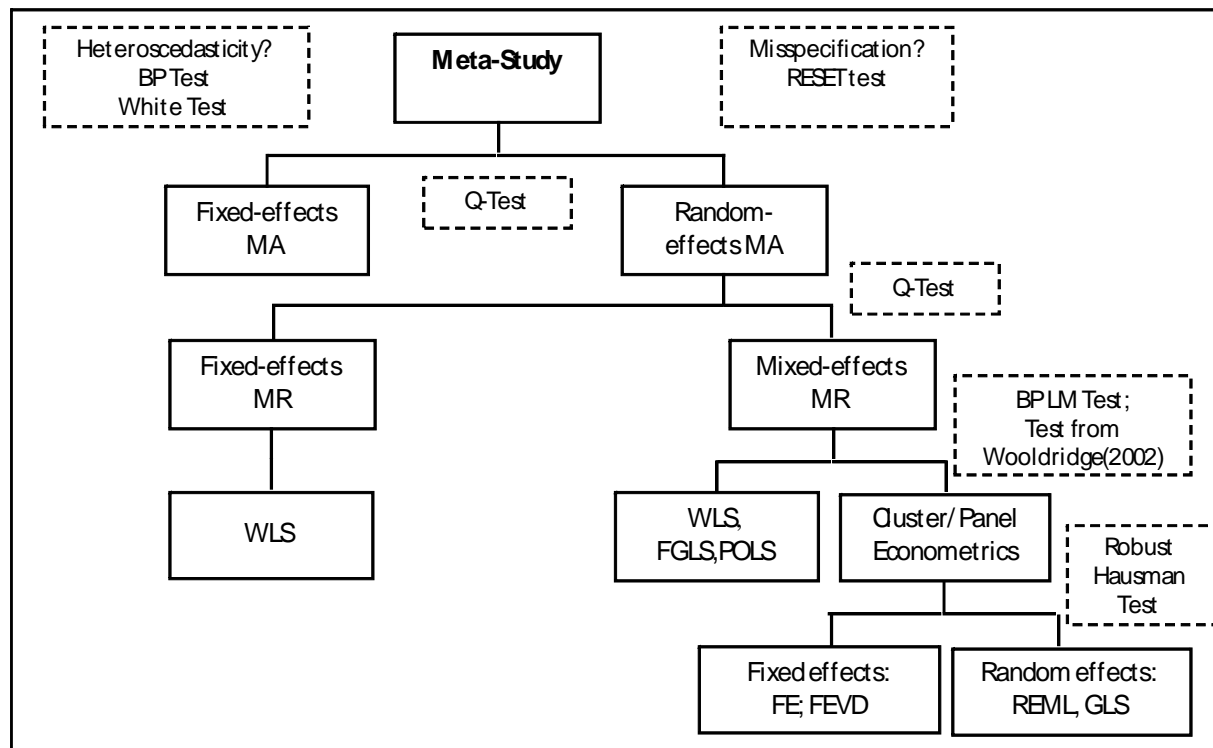 Heteroscedasticity?
BP Test
White Test
Meta-Study
Misspecification?
RESET test
Q-Test
Fixed-effects
MA
Random-
effects MA
Q-Test
Fixed-effects
MR
Mixed-effects
MR
BPLM Test;
Test from
Wooldridge(2002)
WLS
WLS,
FGLS,POLS
Cluster/Panel
Econometrics
Robust
Hausman
Test
Fixed effects:
FE; FEVD
Random effects:
REML, GLS